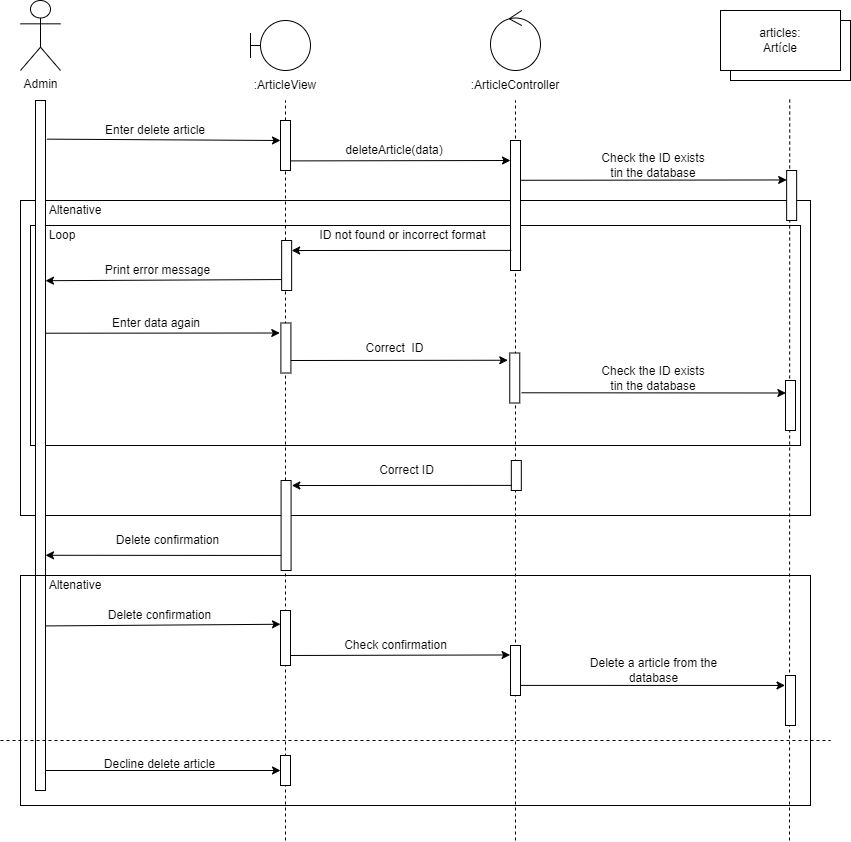 articles:
Artícle
Admin
:ArticleView
:ArticleController
Enter delete article
deleteArticle(data)
Check the ID exists
tin the database
Altenative
Loop
ID not found or incorrect format
Print error message
Enter data again
Correct  ID
Check the ID exists
tin the database
Correct ID
Delete confirmation
Altenative
Delete confirmation
Check confirmation
Delete a article from the
database
Decline delete article